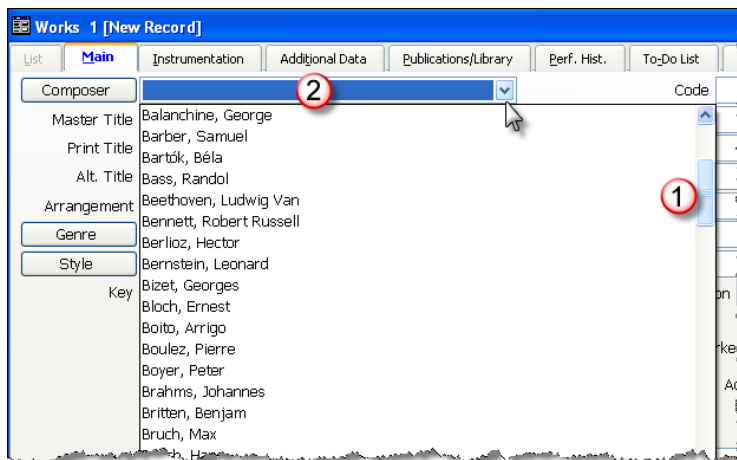 Works 1 [New Record]
List Main Instrumentation Additional Data Publications/Library Perf. Hist. To-Do List
Composer 2 Code
Master Title
Print Title
Alt. Title
Arrangement
Genre
Style
Key
Balanchine, George
Barber, Samuel
Bartók, Béla
Bass, Randol
Beethoven, Ludwig Van
Bennett, Robert Russell
Berlioz, Hector
Bernstein, Leonard
Bizet, Georges
Bloch, Ernest
Boito, Arrigo
Boulez, Pierre
Boyer, Peter
Brahms, Johannes
Britten, Benjam
Bruch, Max
1